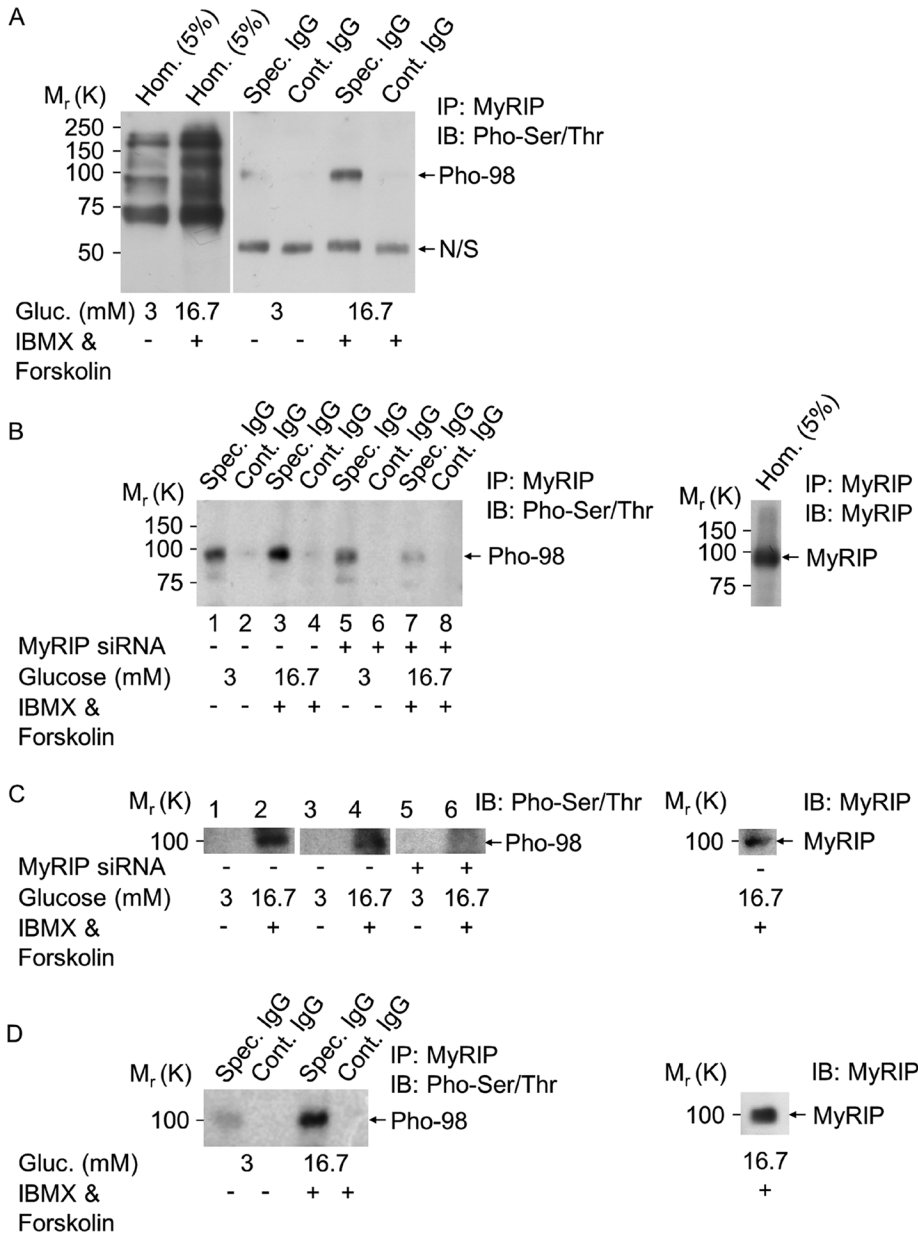 A
Hom. (5%) Hom. (5%) Spec. IgG Cont. IgG Spec. IgG Cont. IgG
Mr (K)
IP: MyRIP
IB: Pho-Ser/Thr
250
150
100
75
50
Pho-98
N/S
Gluc. (mM) 3 16.7 3 16.7
IBMX & - + - - + +
Forskolin
B
Spec. IgG Cont. IgG Spec. IgG Cont. IgG Spec. IgG Cont. IgG Spec. IgG Cont. IgG
Mr (K)
IP: MyRIP
IB: Pho-Ser/Thr
150
100
75
Pho-98
1 2 3 4 5 6 7 8
MyRIP siRNA - - - - + + + +
Glucose (mM) 3 16.7 3 16.7
IBMX & - - + + - - + +
Forskolin
Hom. (5%)
Mr (K)
IP: MyRIP
IB: MyRIP
150
100
75
MyRIP
C
Mr (K) 1 2 3 4 5 6 IB: Pho-Ser/Thr
100 Pho-98
MyRIP siRNA - - - - + +
Glucose (mM) 3 16.7 3 16.7 3 16.7
IBMX & - + - + - +
Forskolin
Mr (K) IB: MyRIP
100 MyRIP
-
16.7
+
D
Spec. IgG Cont. IgG Spec. IgG Cont. IgG
Mr (K)
IP: MyRIP
IB: Pho-Ser/Thr
100 Pho-98
Gluc. (mM) 3 16.7
IBMX & - - + +
Forskolin
Mr (K) IB: MyRIP
100 MyRIP
16.7
+